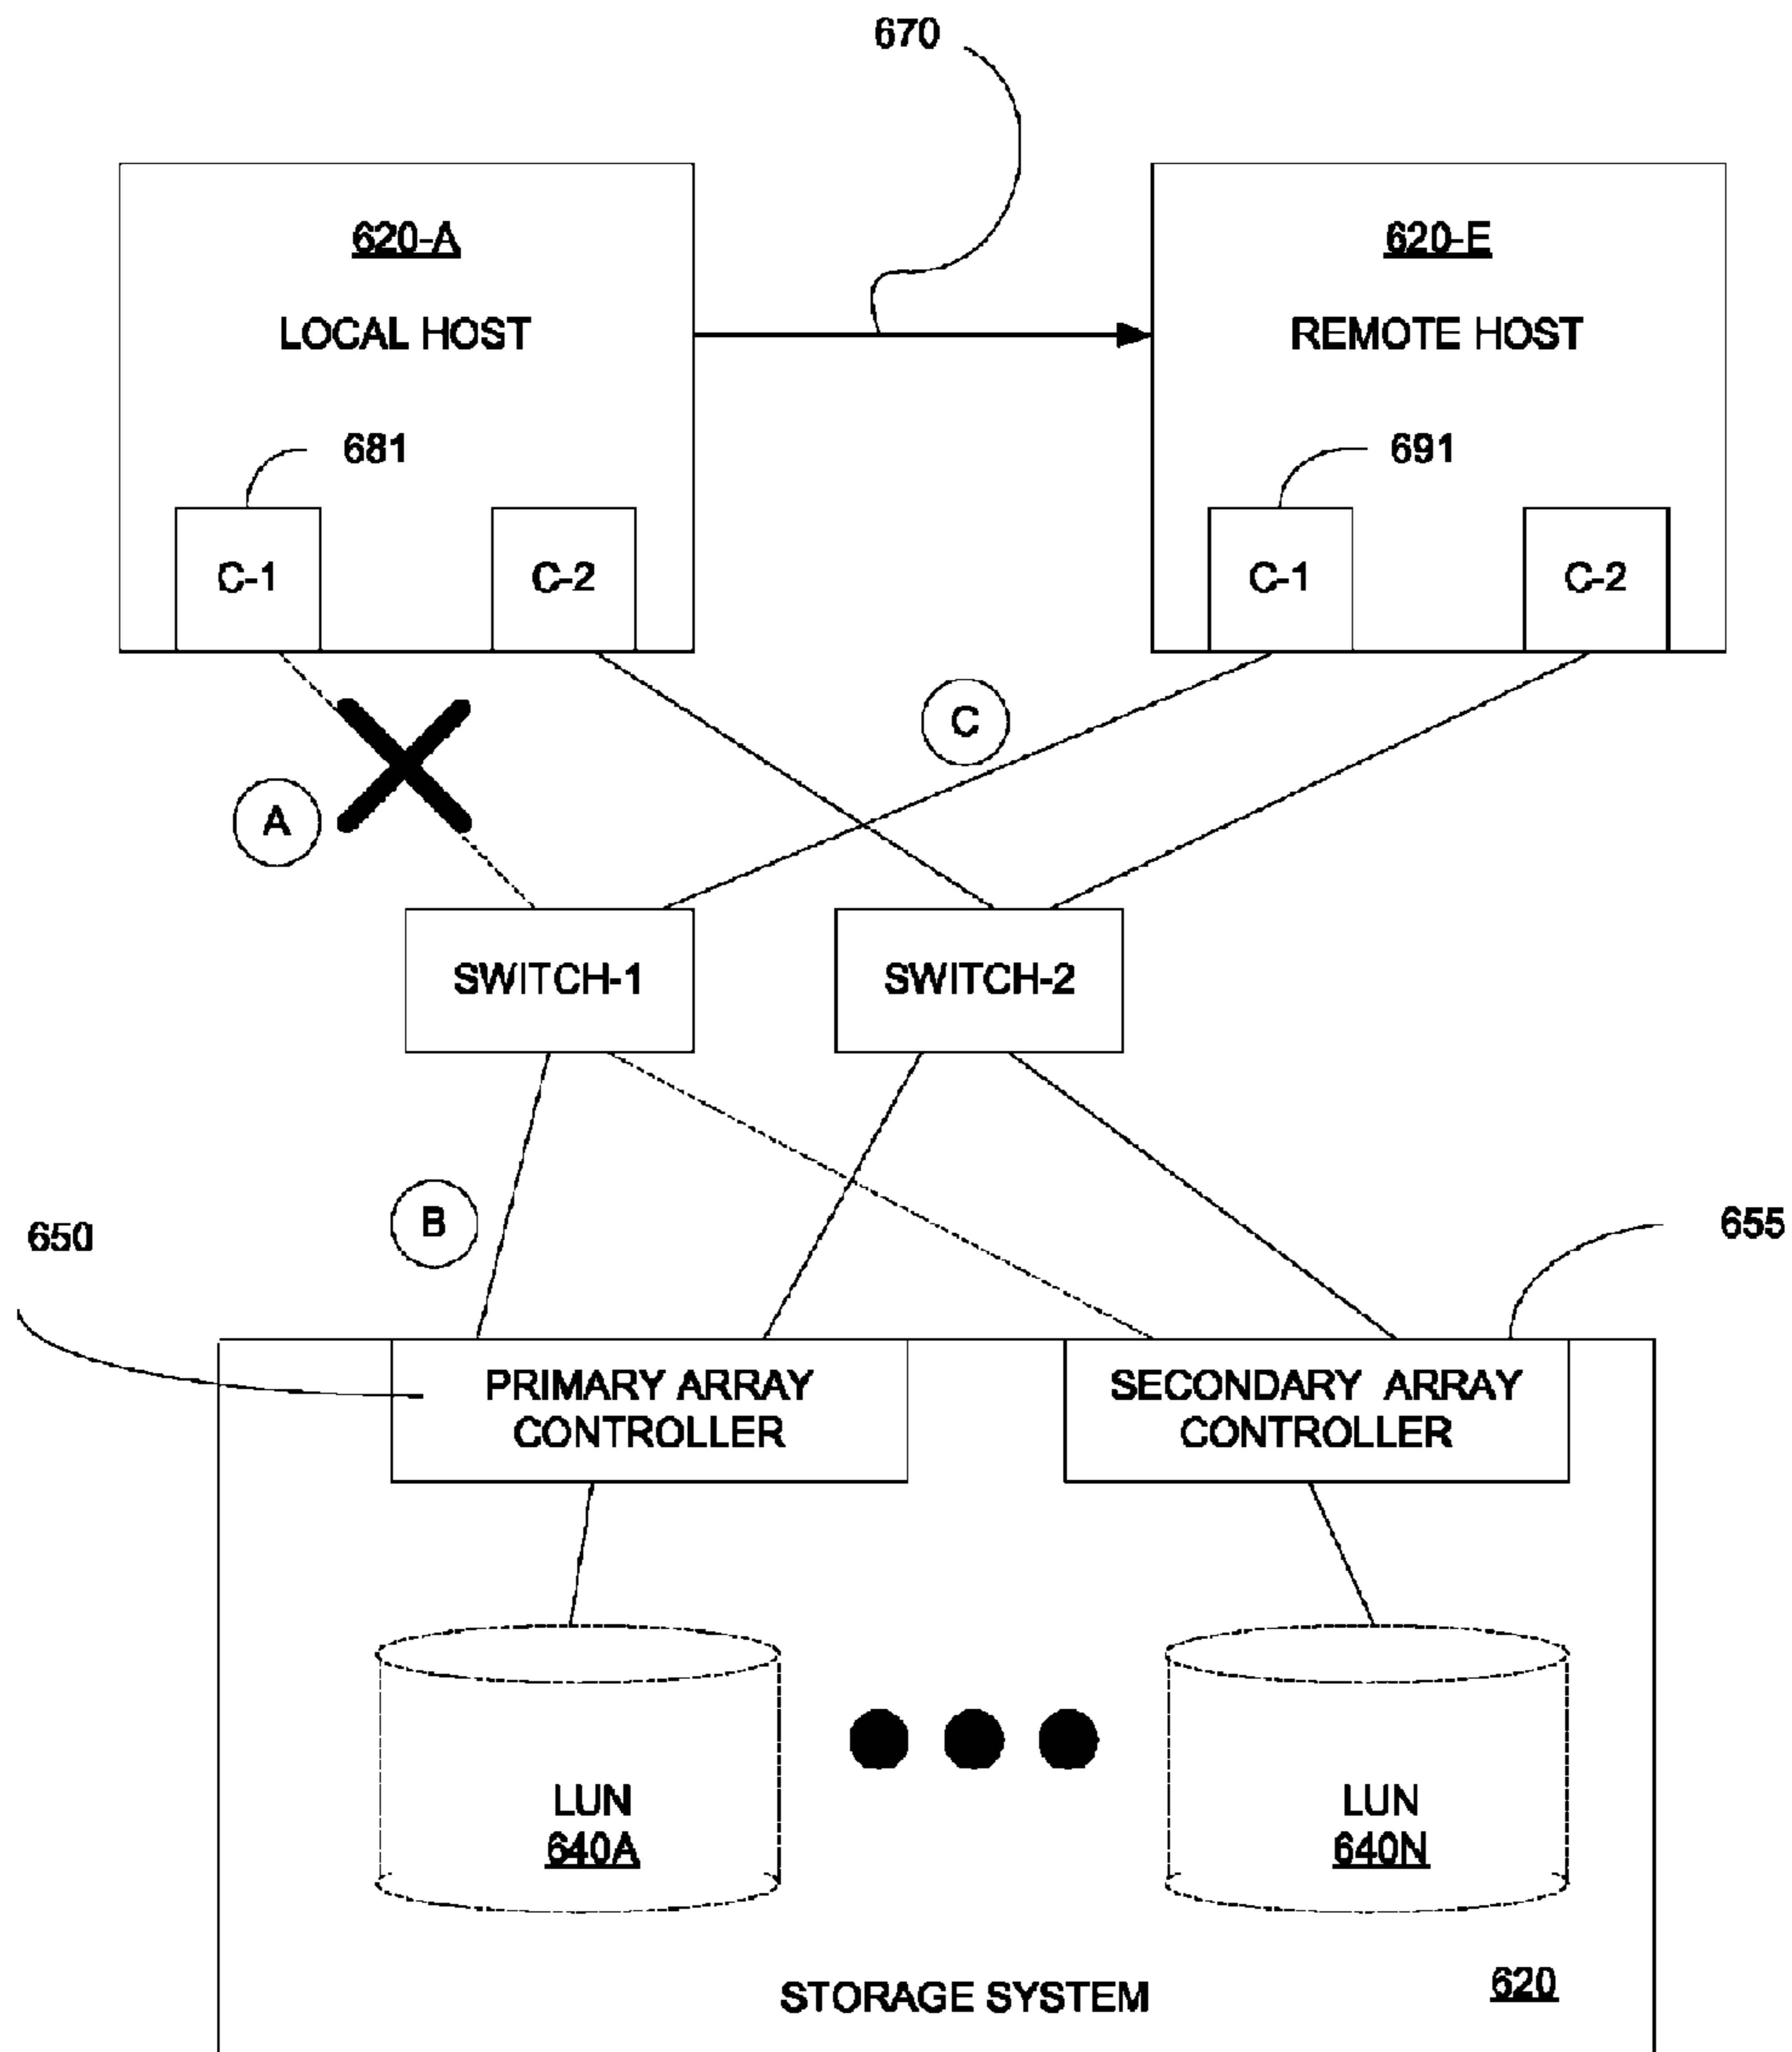 670
620-A
LOCAL HOST
681
C-1
C-2
620-E
REMOTE HOST
691
C-1
C-2
C
A
SWITCH-1
SWITCH-2
B
650
655
PRIMARY ARRAY
CONTROLLER
SECONDARY ARRAY
CONTROLLER
LUN
640A
LUN
640N
STORAGE SYSTEM
620